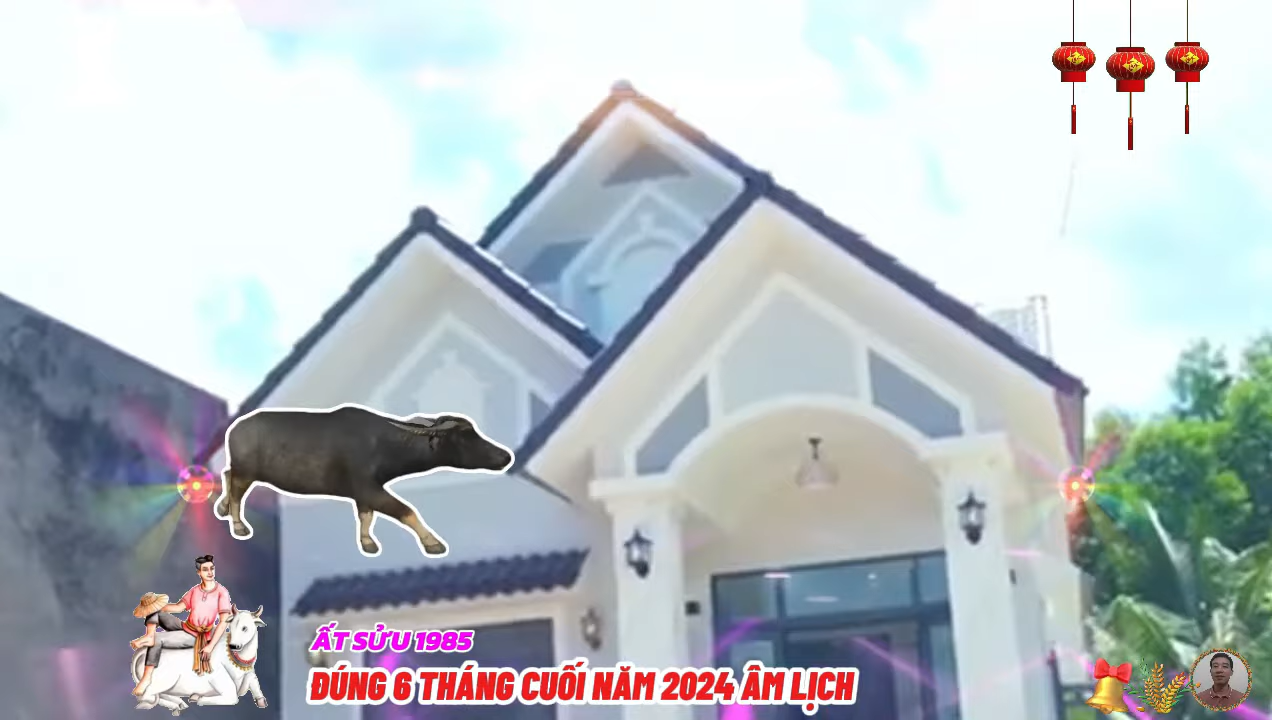 ẤT SỬU 1985
ĐÚNG 6 THÁNG CUỐI NĂM 2024 ÂM LỊCH